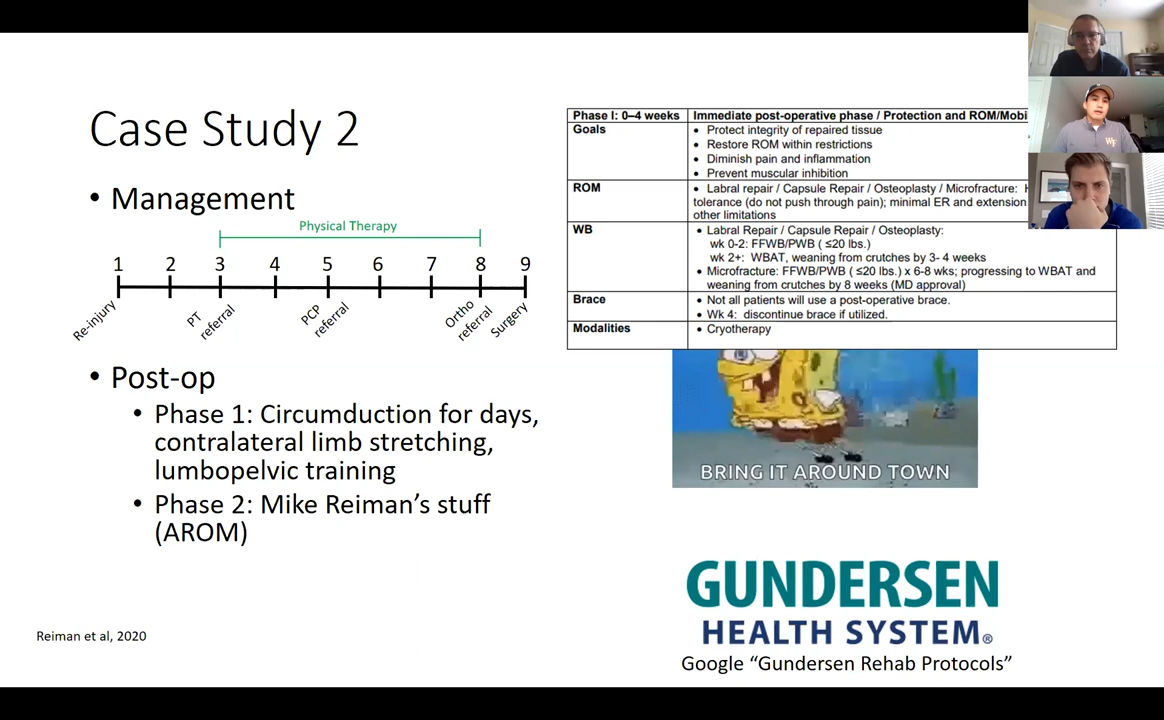 Case Study 2
• Management
Physical Therapy
1 2 3 4 5 6 7 8 9
Re-injury
PT
referral
PCP
referral
Ortho
referral
Surgery
• Post-op
• Phase 1: Circumduction for days,
contralateral limb stretching,
lumbopelvic training
• Phase 2: Mike Reiman’s stuff
(AROM)
Reiman et al, 2020
Phase I: 0–4 weeks Immediate post-operative phase / Protection and ROM/Mobi
Goals • Protect integrity of repaired tissue
• Restore ROM within restrictions
• Diminish pain and inflammation
• Prevent muscular inhibition
ROM • Labral repair / Capsule Repair / Osteoplasty / Microfracture:
tolerance (do not push through pain); minimal ER and extension
other limitations
WB • Labral Repair / Capsule Repair / Osteoplasty:
wk 0-2: FFWB/PWB ( ≤20 lbs.)
wk 2+: WBAT, weaning from crutches by 3- 4 weeks
• Microfracture: FFWB/PWB ( ≤20 lbs.) x 6-8 wks; progressing to WBAT and
weaning from crutches by 8 weeks (MD approval)
Brace • Not all patients will use a post-operative brace.
• Wk 4: discontinue brace if utilized.
Modalities • Cryotherapy
BRING IT AROUND TOWN
GUNDERSEN
HEALTH SYSTEM®
Google “Gundersen Rehab Protocols”
WF